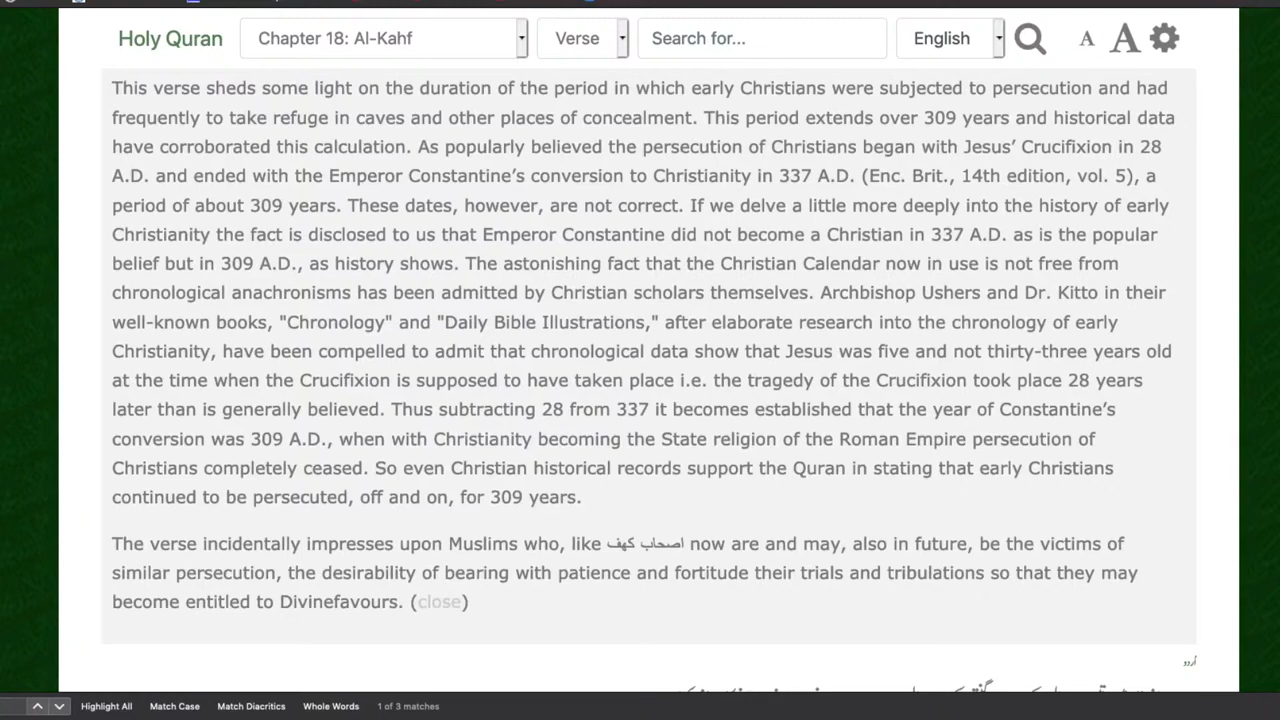 Holy Quran Chapter 18: Al-Kahf Verse Search for... English A A
This verse sheds some light on the duration of the period in which early Christians were subjected to persecution and had
frequently to take refuge in caves and other places of concealment. This period extends over 309 years and historical data
have corroborated this calculation. As popularly believed the persecution of Christians began with Jesus’ Crucifixion in 28
A.D. and ended with the Emperor Constantine’s conversion to Christianity in 337 A.D. (Enc. Brit., 14th edition, vol. 5), a
period of about 309 years. These dates, however, are not correct. If we delve a little more deeply into the history of early
Christianity the fact is disclosed to us that Emperor Constantine did not become a Christian in 337 A.D. as is the popular
belief but in 309 A.D., as history shows. The astonishing fact that the Christian Calendar now in use is not free from
chronological anachronisms has been admitted by Christian scholars themselves. Archbishop Ushers and Dr. Kitto in their
well-known books, "Chronology" and "Daily Bible Illustrations," after elaborate research into the chronology of early
Christianity, have been compelled to admit that chronological data show that Jesus was five and not thirty-three years old
at the time when the Crucifixion is supposed to have taken place i.e. the tragedy of the Crucifixion took place 28 years
later than is generally believed. Thus subtracting 28 from 337 it becomes established that the year of Constantine’s
conversion was 309 A.D., when with Christianity becoming the State religion of the Roman Empire persecution of
Christians completely ceased. So even Christian historical records support the Quran in stating that early Christians
continued to be persecuted, off and on, for 309 years.
The verse incidentally impresses upon Muslims who, like اصحاب کھف now are and may, also in future, be the victims of
similar persecution, the desirability of bearing with patience and fortitude their trials and tribulations so that they may
become entitled to Divinefavours. (close)
اُردو
Highlight All Match Case Match Diacritics Whole Words 1 of 3 matches